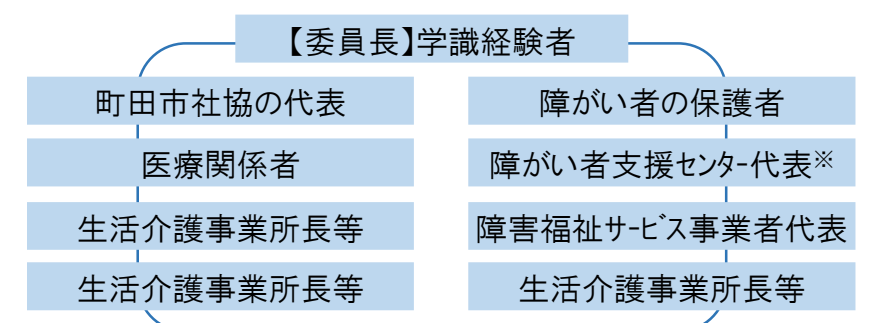 【委員長】学識経験者
町田市社協の代表
障がい者の保護者
医療関係者
障がい者支援センター代表※
生活介護事業所長等
障害福祉サービス事業者代表
生活介護事業所長等
生活介護事業所長等